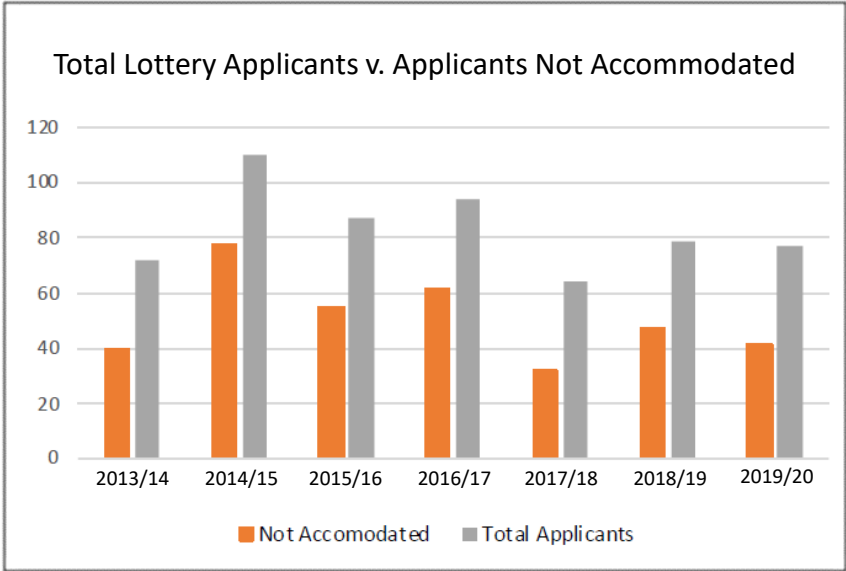 Total Lottery Applicants v. Applicants Not Accommodated
120
100
80
60
40
20
0
2013/14 2014/15 2015/16 2016/17 2017/18 2018/19 2019/20
Not Accomodated Total Applicants